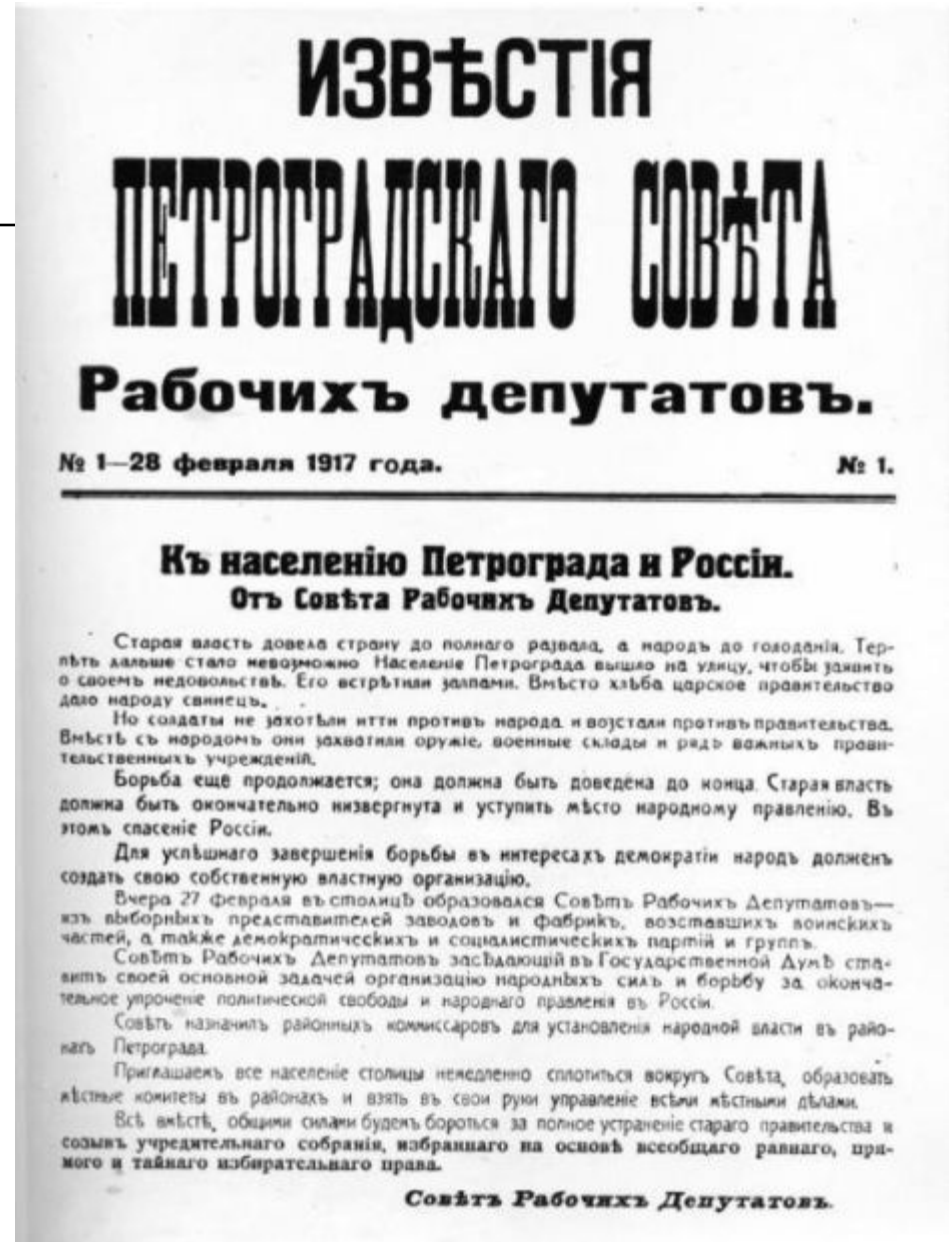 ИЗВѢСТІЯ
ПЕТРОГРАДСКАГО СОВѢТА
Рабочихъ депутатовъ.
№ 1—28 февраля 1917 года. № 1.
Къ населенію Петрограда и Россіи.
Отъ Совѣта Рабочихъ Депутатовъ.
Старая власть довела страну до полнаго развала, а народъ до голоданія. Тер-
пѣть дальше стало невозможно Населеніе Петрограда вышло на улицу, чтобы заявить
о своемъ недовольствѣ. Его встрѣтили залпами. Вмѣсто хлѣба царское правительство
дало народу свинецъ.
Но солдаты не захотѣли итти противъ народа и возстали противъ правительства.
Вмѣстѣ съ народомъ они захватили оружіе, военные склады и рядъ важныхъ прави-
тельственныхъ учрежденій.
Борьба еще продолжается; она должна быть доведена до конца. Старая власть
должна быть окончательно низвергнута и уступить мѣсто народному правленію. Въ
этомъ спасеніе Россіи.
Для успѣшнаго завершенія борьбы въ интересахъ демократіи народъ долженъ
создать свою собственную властную организацію.
Вчера 27 февраля въ столицѣ образовался Совѣтъ Рабочихъ Депутатовъ—
изъ выборныхъ представителей заводовъ и фабрикъ, возставшихъ воинскихъ
частей, а также демократическихъ и социалистическихъ партій и группъ.
Совѣтъ Рабочихъ Депутатовъ засѣдающій въ Государственной Думѣ ста-
витъ своей основной задачей организацію народныхъ силъ и борьбу за оконча-
тельное упроченіе политической свободы и народнаго правленія въ Россіи.
Совѣтъ назначилъ районныхъ коммиссаровъ для установленія народной власти въ райо-
нахъ Петрограда.
Приглашаемъ все населеніе столицы немедленно сплотиться вокругъ Совѣта, образовать
мѣстные комитеты въ районахъ и взять въ свои руки управленіе всѣми мѣстными дѣлами.
Всѣ вмѣстѣ, общими силами будемъ бороться за полное устраненіе стараго правительства и
созывъ учредительнаго собранія, избраннаго на основѣ всеобщаго равнаго, пря-
мого и тайнаго избирательнаго права.
Совѣтъ Рабочихъ Депутатовъ.